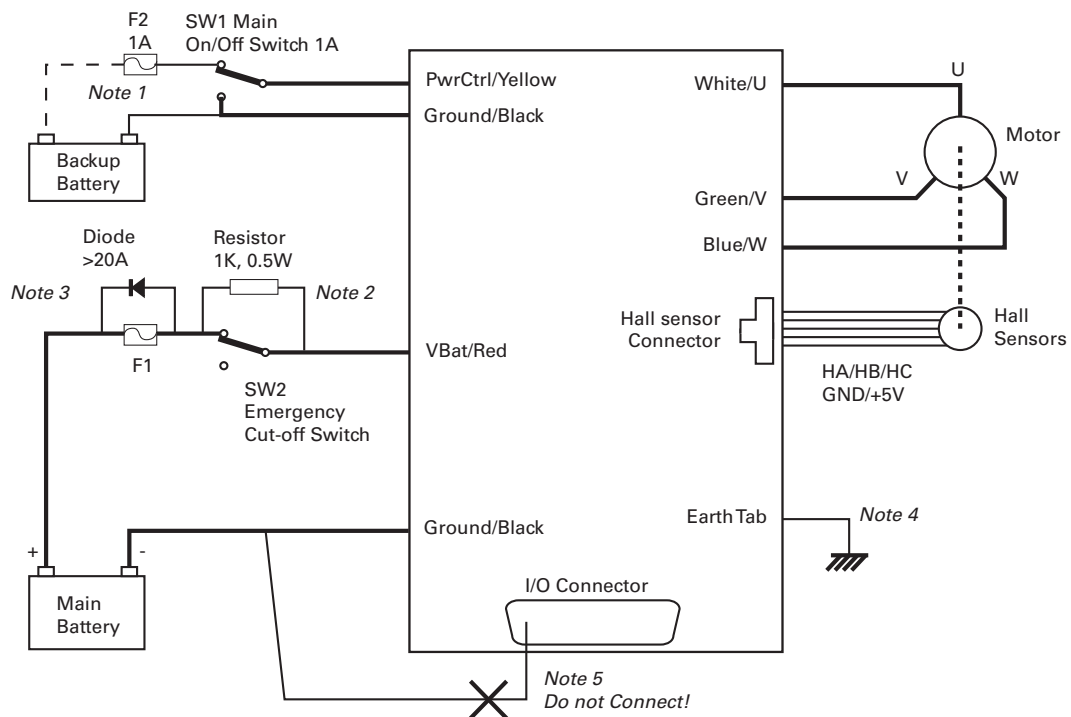 F2
1A
SW1 Main
On/Off Switch 1A
Note 1
Backup
Battery
PwrCtrl/Yellow
Ground/Black
White/U
U
Motor
V
W
Green/V
Blue/W
Diode
>20A
Resistor
1K, 0.5W
Note 3
Note 2
F1
VBat/Red
SW2
Emergency
Cut-off Switch
Hall sensor
Connector
Hall
Sensors
HA/HB/HC
GND/+5V
Ground/Black
Earth Tab
Note 4
+
-
Main
Battery
I/O Connector
Note 5
Do not Connect!